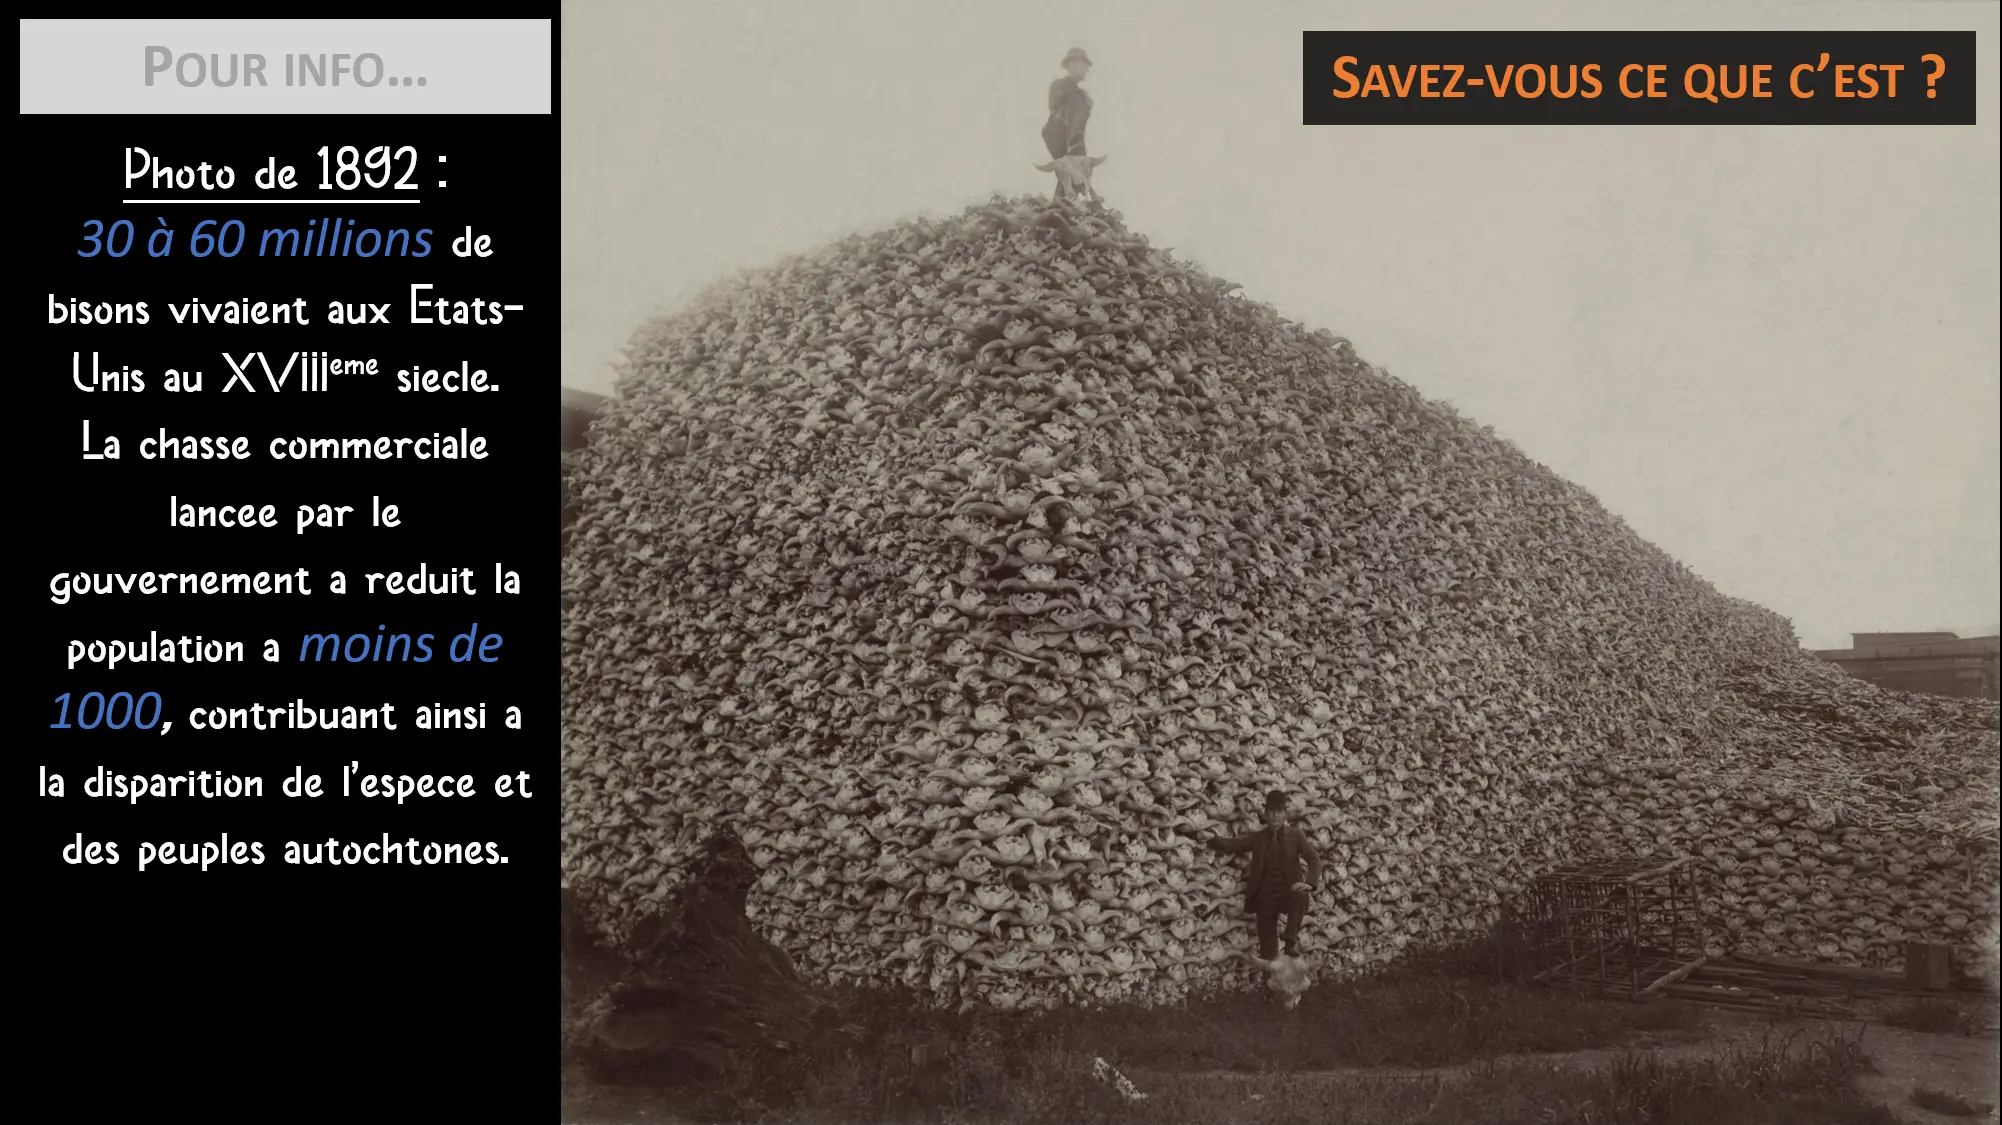 POUR INFO...
Photo de 1892 :
30 à 60 millions de
bisons vivaient aux Etats-
Unis au XVIIIeme siecle.
La chasse commerciale
lancee par le
gouvernement a reduit la
population a moins de
1000, contribuant ainsi a
la disparition de l'espece et
des peuples autochtones.
SAVEZ-VOUS CE QUE C'EST ?